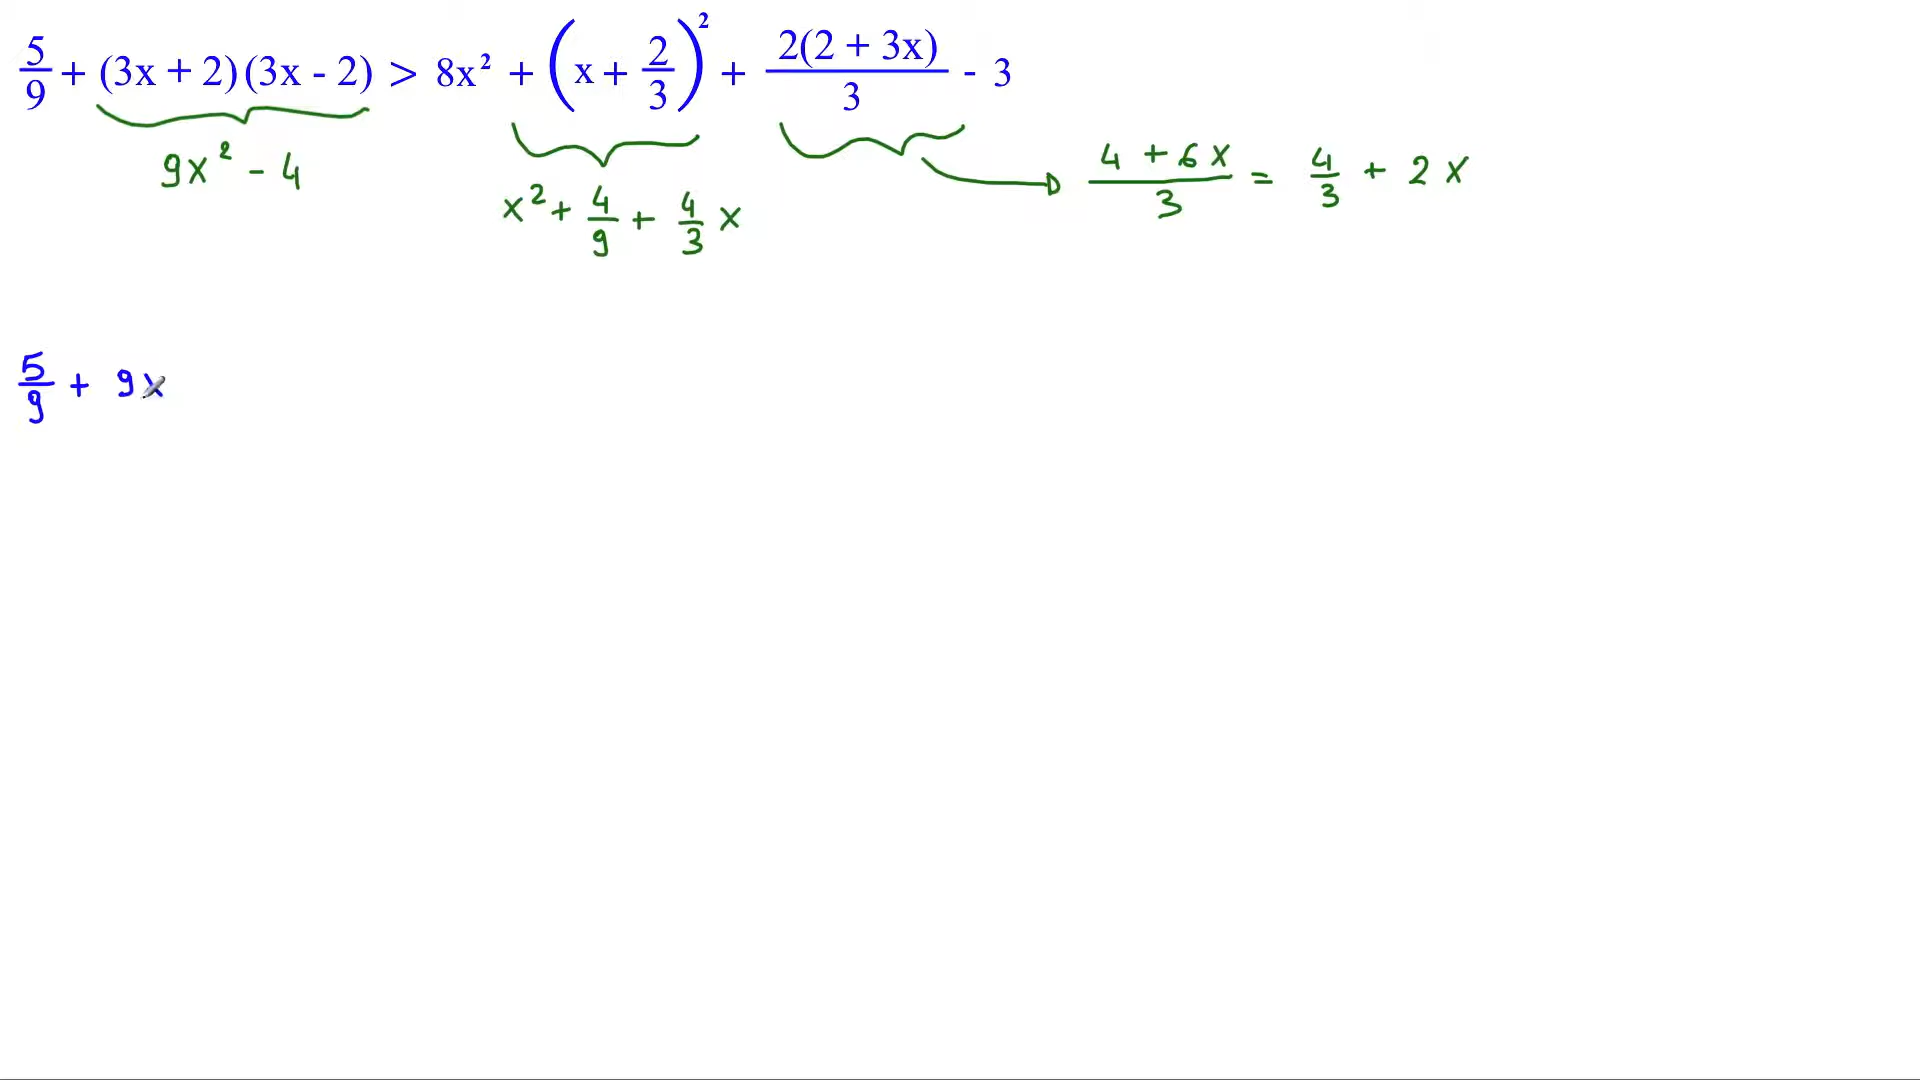 5/9 + (3x + 2)(3x - 2) > 8x² + (x + 2/3)² + 2(2 + 3x)/3 - 3
9x² - 4
x² + 4/9 + 4/3 x
4 + 6x / 3 = 4/3 + 2x
5/9 + 9x